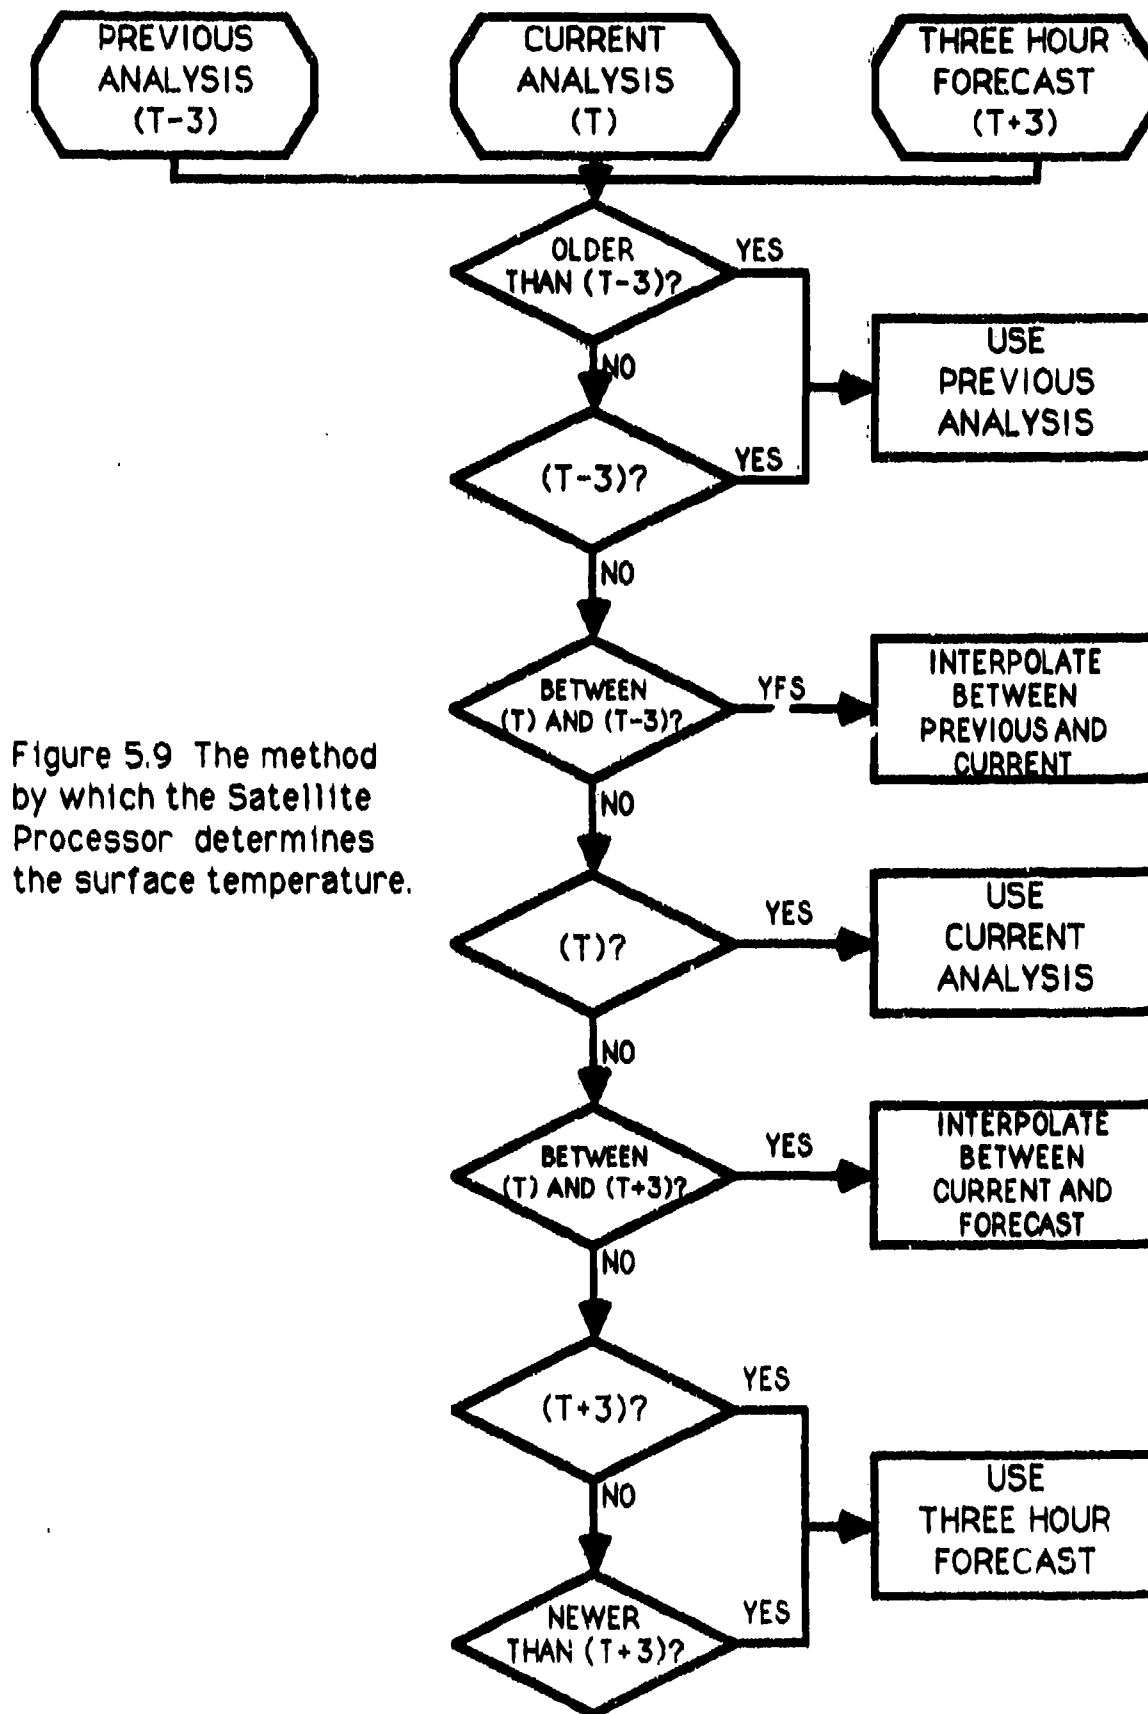 PREVIOUS
ANALYSIS
(T-3)
CURRENT
ANALYSIS
(T)
THREE HOUR
FORECAST
(T+3)
OLDER
THAN (T-3)?
YES
NO
USE
PREVIOUS
ANALYSIS
(T-3)?
YES
NO
BETWEEN
(T) AND (T-3)?
YFS
NO
INTERPOLATE
BETWEEN
PREVIOUS AND
CURRENT
Figure 5.9 The method
by which the Satellite
Processor determines
the surface temperature.
(T)?
YES
NO
USE
CURRENT
ANALYSIS
BETWEEN
(T) AND (T+3)?
YES
NO
INTERPOLATE
BETWEEN
CURRENT AND
FORECAST
(T+3)?
YES
NO
USE
THREE HOUR
FORECAST
NEWER
THAN (T+3)?
YES